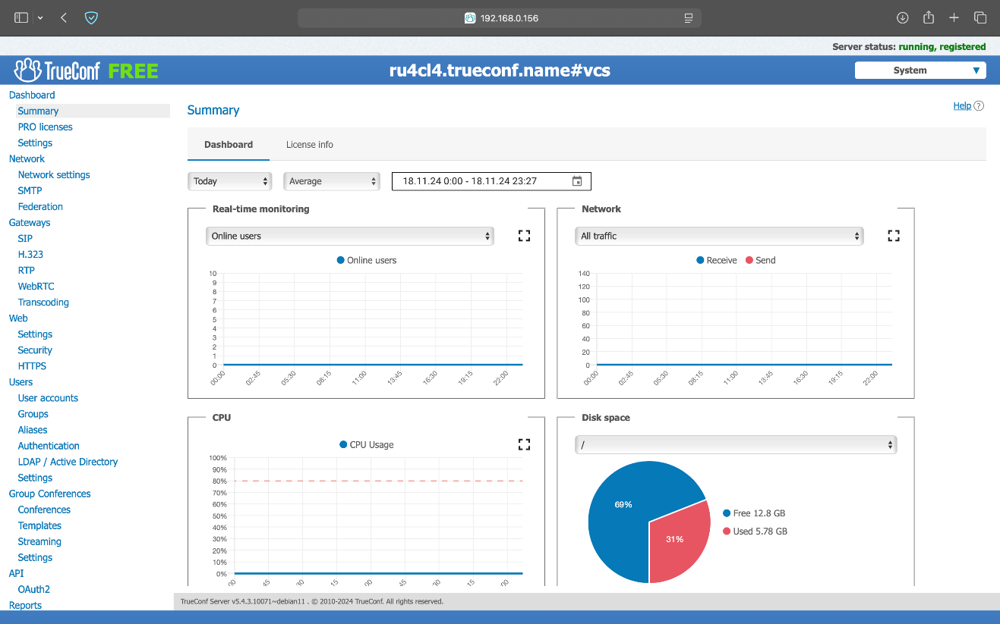 192.168.0.156
Server status: running, registered
TrueConf FREE
ru4cl4.trueconf.name#vcs
System
Dashboard
Summary
PRO licenses
Settings
Network
Network settings
SMTP
Federation
Gateways
SIP
H.323
RTP
WebRTC
Transcoding
Web
Settings
Security
HTTPS
Users
User accounts
Groups
Aliases
Authentication
LDAP / Active Directory
Settings
Group Conferences
Conferences
Templates
Streaming
Settings
API
OAuth2
Reports
Summary
Help ?
Dashboard License info
Today Average 18.11.24 0:00 - 18.11.24 23:27
Real-time monitoring
Online users
Online users
10
9
8
7
6
5
4
3
2
1
0
00:00 02:45 05:30 08:15 11:00 13:45 16:30 19:15 22:00
Network
All traffic
Receive Send
140
120
100
80
60
40
20
0
00:00 02:45 05:30 08:15 11:00 13:45 16:30 19:15 22:00
CPU
CPU Usage
100%
90%
80%
70%
60%
50%
40%
30%
20%
10%
0%
00 45 30 15 00 45 30 15 00
Disk space
/
69%
31%
Free 12.8 GB
Used 5.78 GB
TrueConf Server v5.4.3.10071~debian11 . © 2010-2024 TrueConf. All rights reserved.